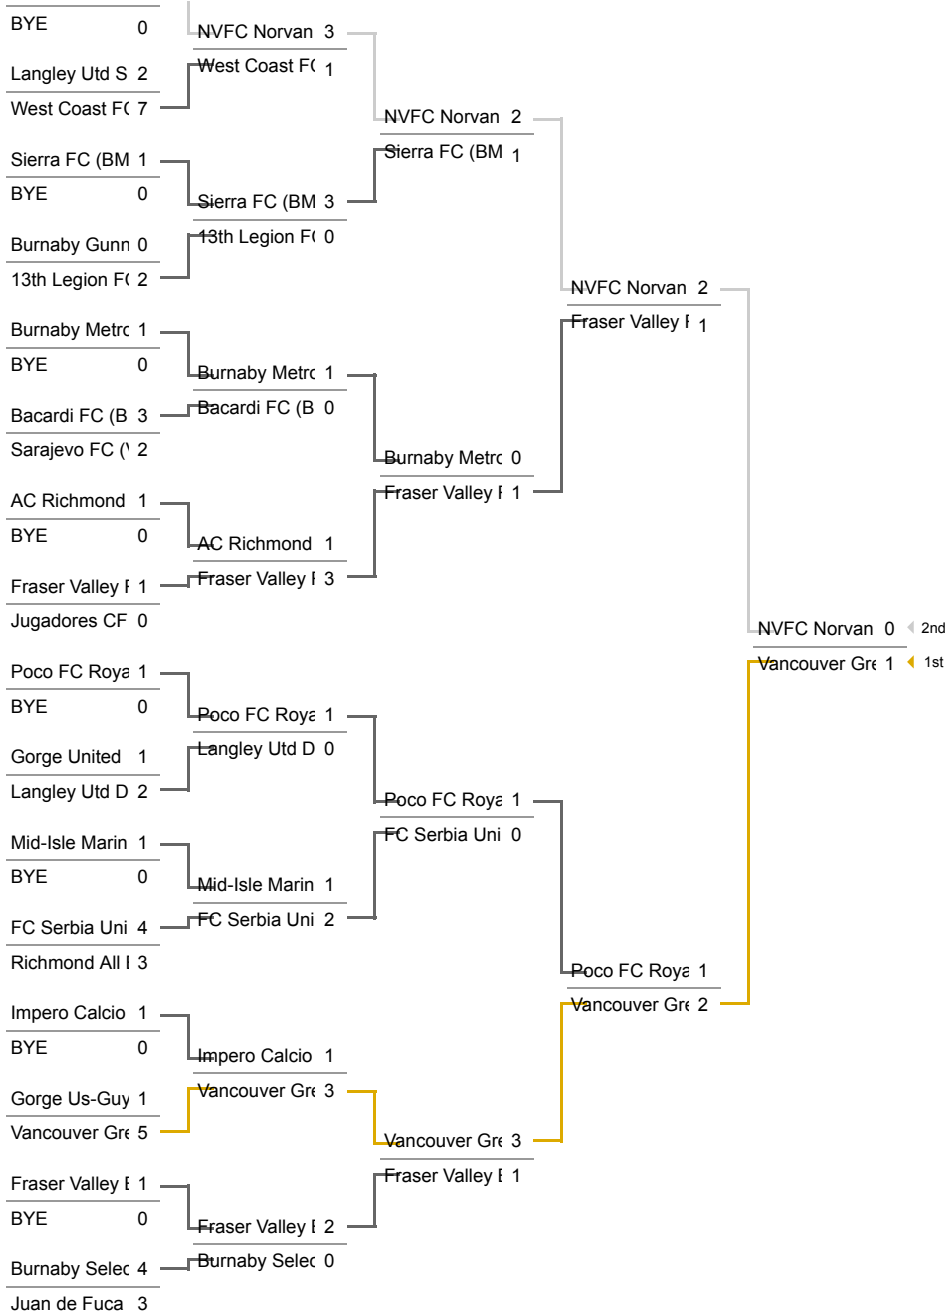 BYE 0
Langley Utd S 2
West Coast FC 7
Sierra FC (BM 1
BYE 0
Burnaby Gunn 0
13th Legion FC 2
Burnaby Metro 1
BYE 0
Bacardi FC (B 3
Sarajevo FC (V 2
AC Richmond 1
BYE 0
Fraser Valley 1
Jugadores CF 0
Poco FC Roya 1
BYE 0
Gorge United 1
Langley Utd D 2
Mid-Isle Marin 1
BYE 0
FC Serbia Uni 4
Richmond All 3
Impero Calcio 1
BYE 0
Gorge Us-Guy 1
Vancouver Gre 5
Fraser Valley 1
BYE 0
Burnaby Selec 4
Juan de Fuca 3
NVFC Norvan 3
West Coast FC 1
Sierra FC (BM 3
13th Legion FC 0
Burnaby Metro 1
Bacardi FC (B 0
AC Richmond 1
Fraser Valley 3
Poco FC Roya 1
Langley Utd D 0
Mid-Isle Marin 1
FC Serbia Uni 2
Impero Calcio 1
Vancouver Gre 3
Fraser Valley 2
Burnaby Selec 0
NVFC Norvan 2
Sierra FC (BM 1
Burnaby Metro 0
Fraser Valley 1
Poco FC Roya 1
FC Serbia Uni 0
Vancouver Gre 3
Fraser Valley 1
NVFC Norvan 2
Fraser Valley 1
Poco FC Roya 1
Vancouver Gre 2
NVFC Norvan 0 2nd
Vancouver Gre 1 1st